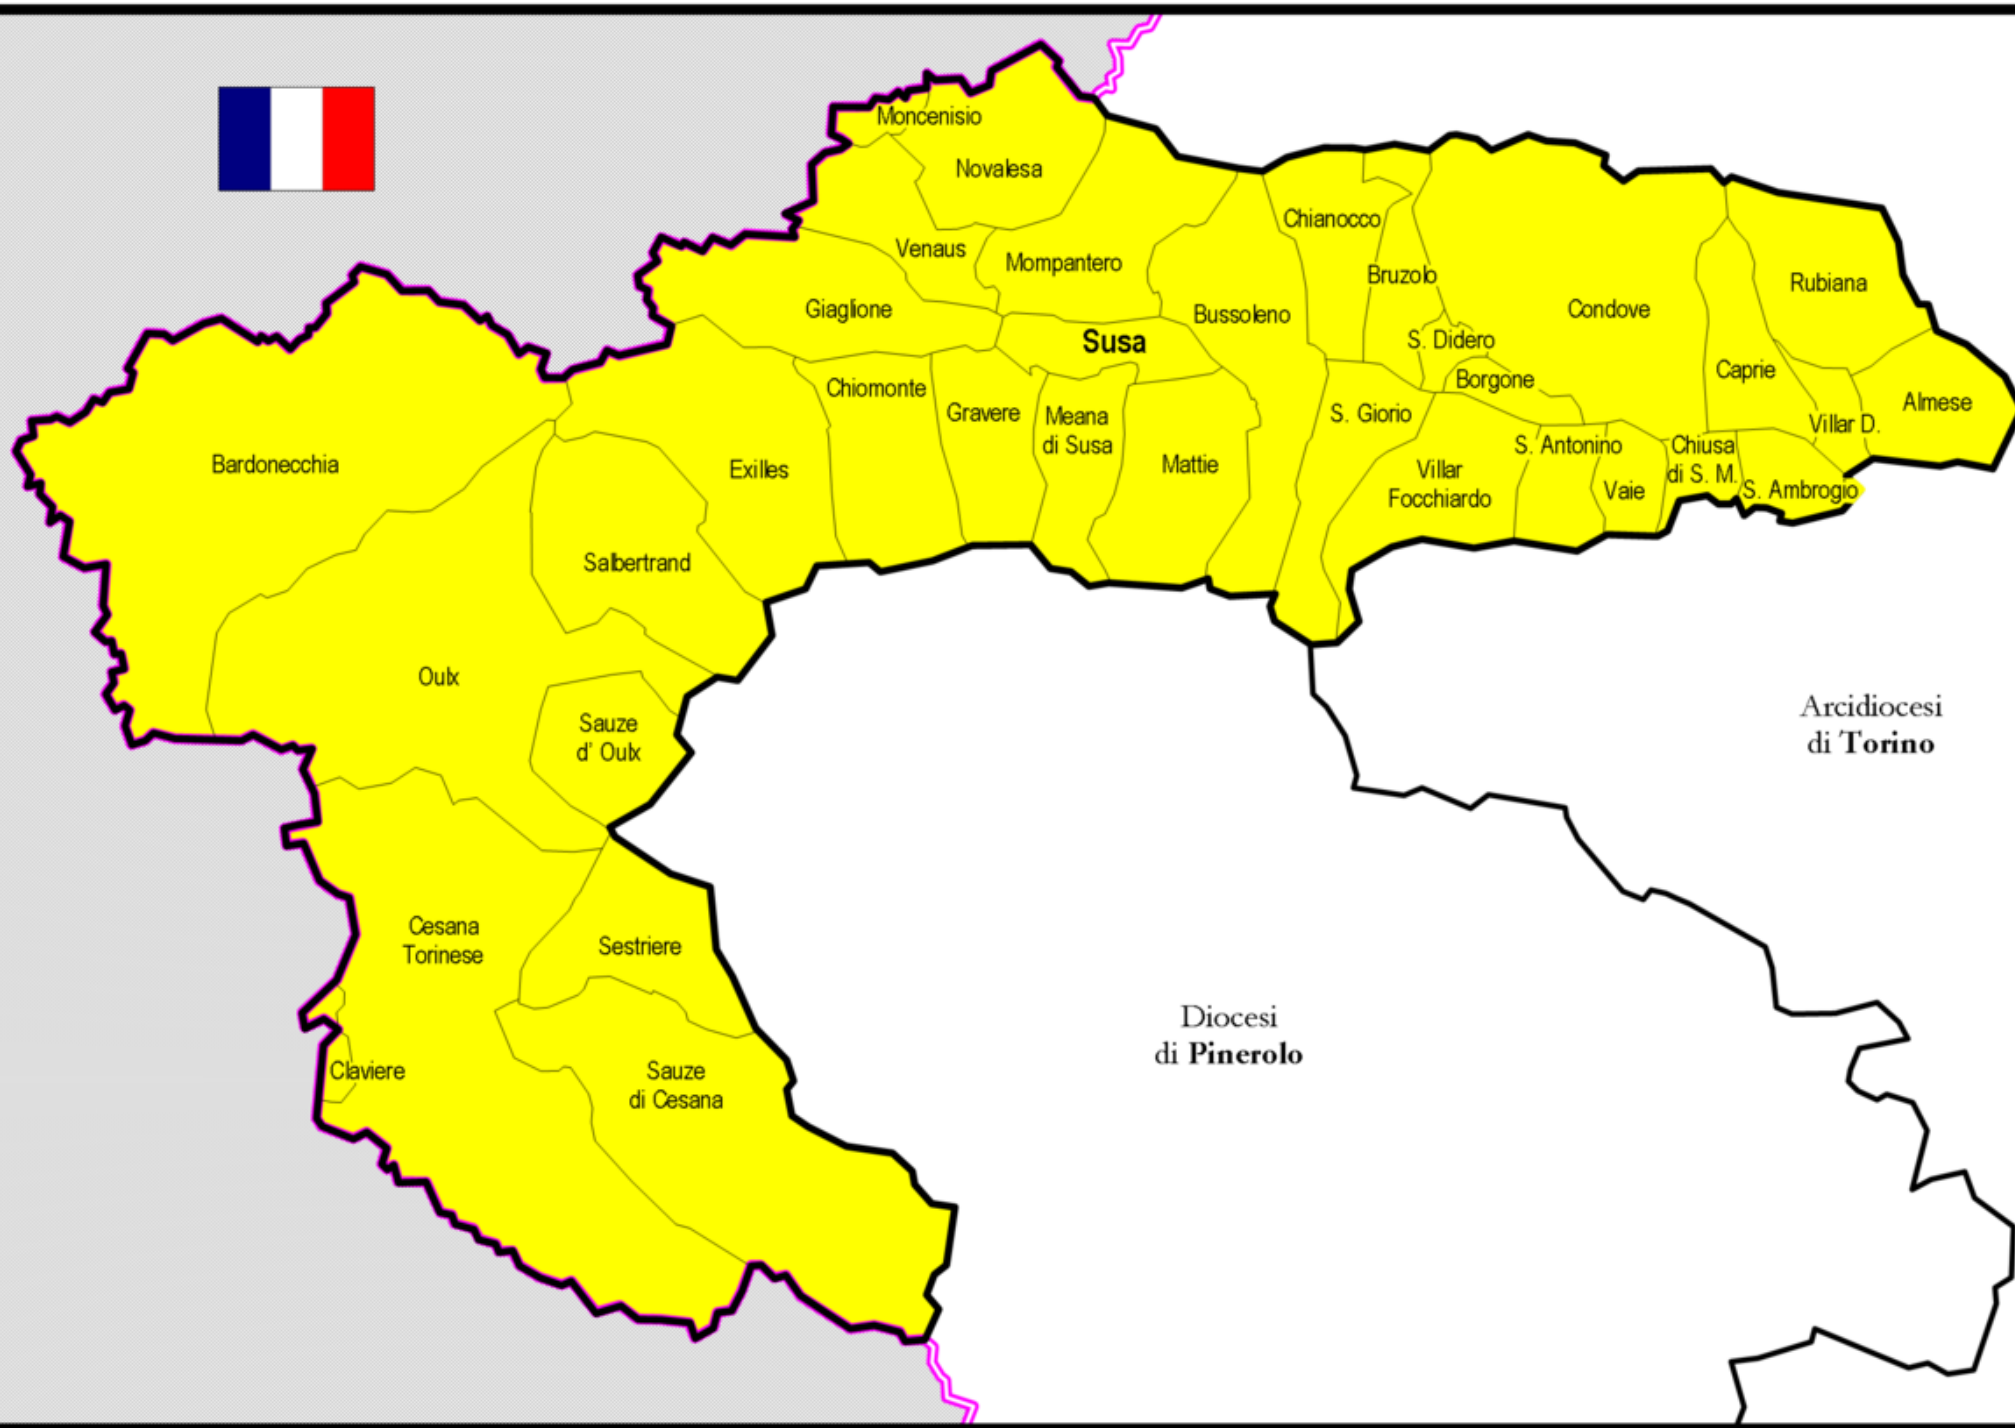 Moncenisio
Novalesa
Venaus
Mompantero
Giaglione
Susa
Chianocco
Bruzolo
Bussoleno
S. Didero
Borgone
Condove
Rubiana
Caprie
Almese
Villar D.
Bardonecchia
Exilles
Chiomonte
Gravere
Meana
di Susa
Mattie
S. Giorio
Villar
Focchiardo
S. Antonino
Vaie
Chiusa
di S. M.
S. Ambrogio
Salbertrand
Oulx
Sauze
d' Oulx
Cesana
Torinese
Sestriere
Claviere
Sauze
di Cesana
Arcidiocesi
di Torino
Diocesi
di Pinerolo